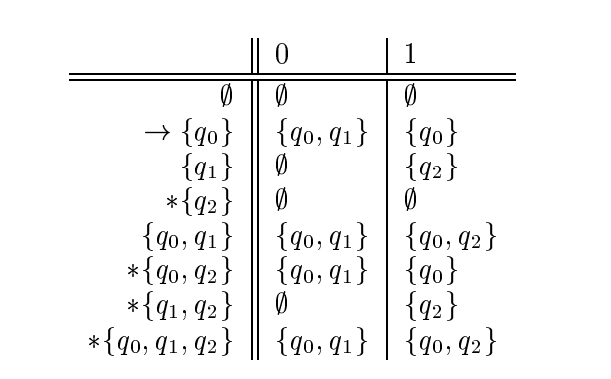 0 1
∅ ∅ ∅
→ {q₀} {q₀, q₁} {q₀}
{q₁} ∅ {q₂}
∗{q₂} ∅ ∅
{q₀, q₁} {q₀, q₁} {q₀, q₂}
∗{q₀, q₂} {q₀, q₁} {q₀}
∗{q₁, q₂} ∅ {q₂}
∗{q₀, q₁, q₂} {q₀, q₁} {q₀, q₂}